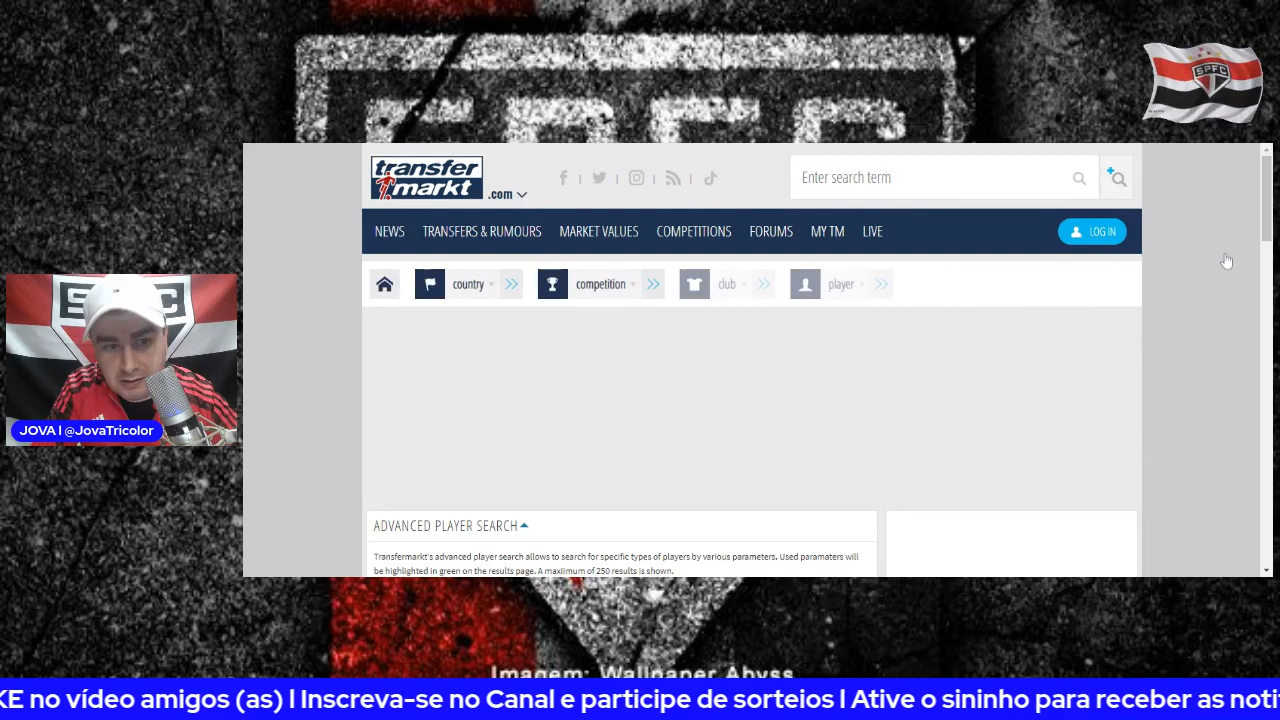 SPFC
transfer
markt
.com
Enter search term
NEWS TRANSFERS & RUMOURS MARKET VALUES COMPETITIONS FORUMS MY TM LIVE LOG IN
country competition club player
JOVA l @JovaTricolor
ADVANCED PLAYER SEARCH
Transfermarkt's advanced player search allows to search for specific types of players by various parameters. Used paramaters will
be highlighted in green on the results page. A maxiimum of 250 results is shown.
Imagem: Wallpaper Abyss
KE no vídeo amigos (as) l Inscreva-se no Canal e participe de sorteios l Ative o sininho para receber as noti